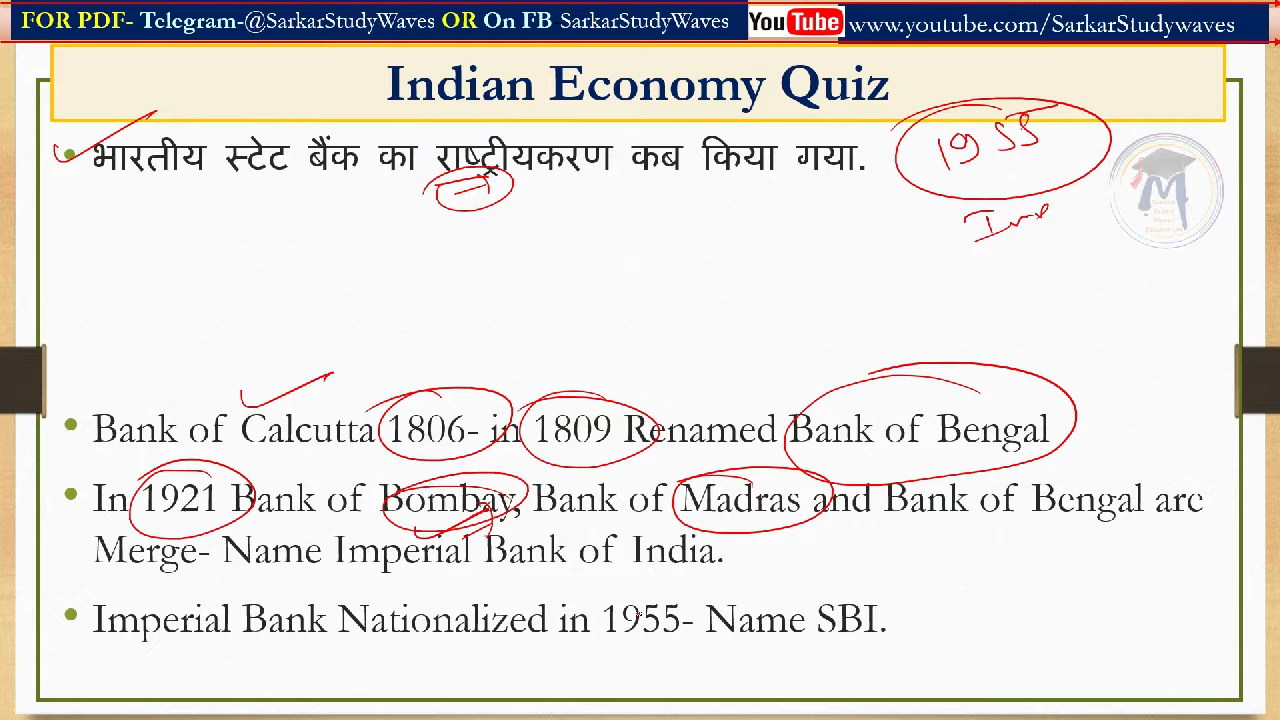 FOR PDF- Telegram-@SarkarStudyWaves OR On FB-SarkarStudyWaves YouTube www.youtube.com/SarkarStudywaves
Indian Economy Quiz
• भारतीय स्टेट बैंक का राष्ट्रीयकरण कब किया गया. 1955
Imp
• Bank of Calcutta 1806- in 1809 Renamed Bank of Bengal
• In 1921 Bank of Bombay, Bank of Madras and Bank of Bengal are
Merge- Name Imperial Bank of India.
• Imperial Bank Nationalized in 1955- Name SBI.